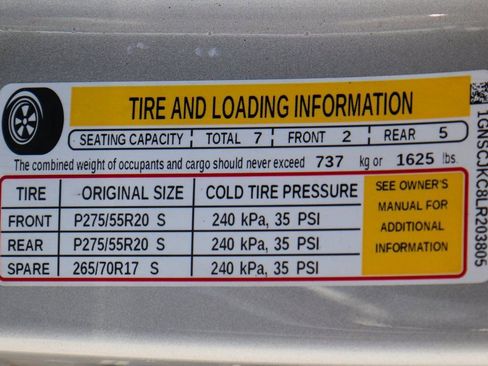 TIRE AND LOADING INFORMATION
SEATING CAPACITY TOTAL 7 FRONT 2 REAR 5
The combined weight of occupants and cargo should never exceed 737 kg or 1625 lbs.
TIRE ORIGINAL SIZE COLD TIRE PRESSURE
FRONT P275/55R20 S 240 kPa, 35 PSI
REAR P275/55R20 S 240 kPa, 35 PSI
SPARE 265/70R17 S 240 kPa, 35 PSI
SEE OWNER'S
MANUAL FOR
ADDITIONAL
INFORMATION
1GNSCJKC6LR203805